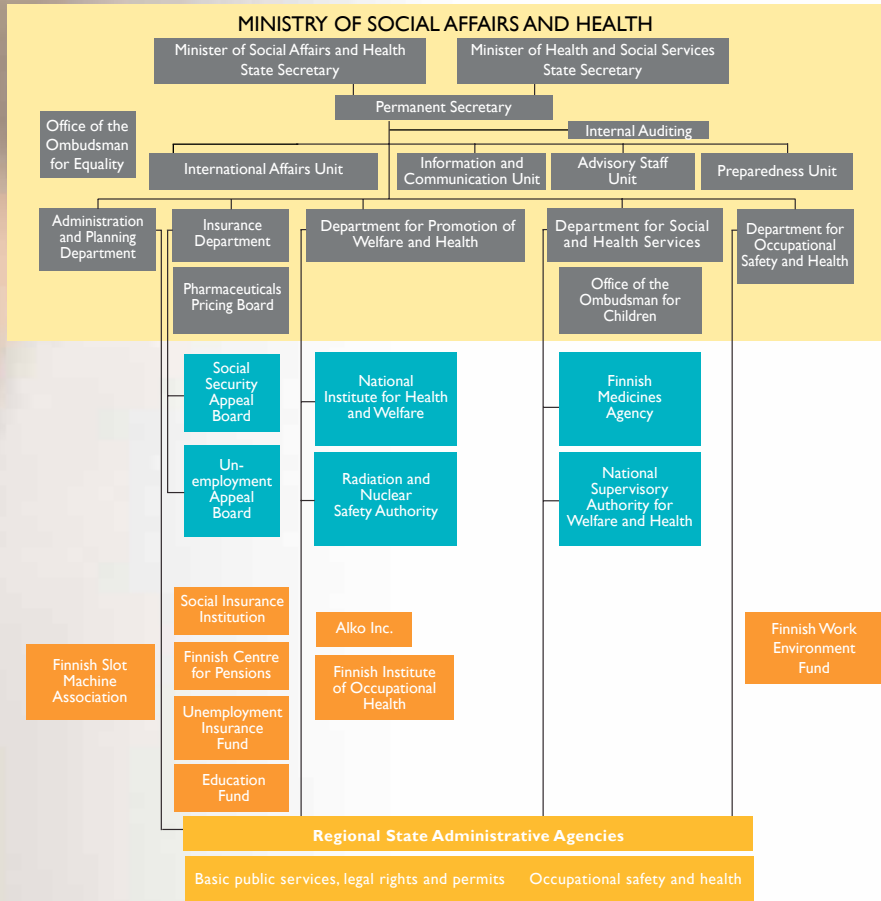 MINISTRY OF SOCIAL AFFAIRS AND HEALTH
Minister of Social Affairs and Health
State Secretary
Minister of Health and Social Services
State Secretary
Permanent Secretary
Internal Auditing
Office of the
Ombudsman
for Equality
International Affairs Unit
Information and
Communication Unit
Advisory Staff
Unit
Preparedness Unit
Administration
and Planning
Department
Insurance
Department
Department for Promotion of
Welfare and Health
Department for Social
and Health Services
Department for
Occupational
Safety and Health
Pharmaceuticals
Pricing Board
Office of the
Ombudsman for
Children
Social
Security
Appeal
Board
National
Institute for Health
and Welfare
Finnish
Medicines
Agency
Un-
employment
Appeal
Board
Radiation and
Nuclear
Safety Authority
National
Supervisory
Authority for
Welfare and Health
Social Insurance
Institution
Alko Inc.
Finnish Work
Environment
Fund
Finnish Slot
Machine
Association
Finnish Centre
for Pensions
Finnish Institute
of Occupational
Health
Unemployment
Insurance
Fund
Education
Fund
Regional State Administrative Agencies
Basic public services, legal rights and permits
Occupational safety and health